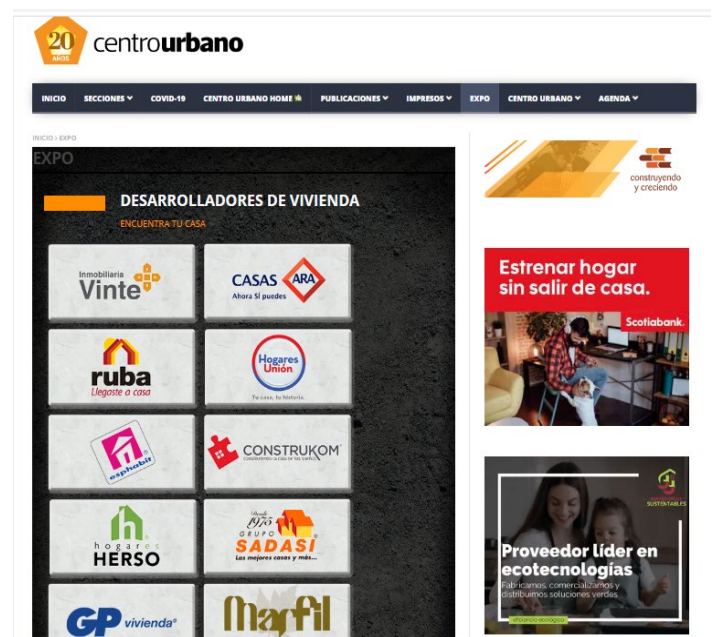 20
AÑOS
centrourbano
INICIO SECCIONES COVID-19 CENTRO URBANO HOME PUBLICACIONES IMPRESOS EXPO CENTRO URBANO AGENDA
INICIO > EXPO
EXPO
DESARROLLADORES DE VIVIENDA
ENCUENTRA TU CASA
Inmobiliaria
Vinte
CASAS ARA
Ahora Sí puedes
ruba
Llegaste a casa
Hogares
Unión
Tu casa, tu historia.
esphabit
CONSTRUKOM
hogares
HERSO
Desde
1975
GRUPO
SADASI
Las mejores casas y más...
GP vivienda®
Marfil
construyendo
y creciendo
Estrenar hogar
sin salir de casa.
Scotiabank.
SUSTENTABLES
Proveedor líder en
ecotecnologías
Fabricamos, comercializamos y
distribuimos soluciones verdes
eficiencia ecológica